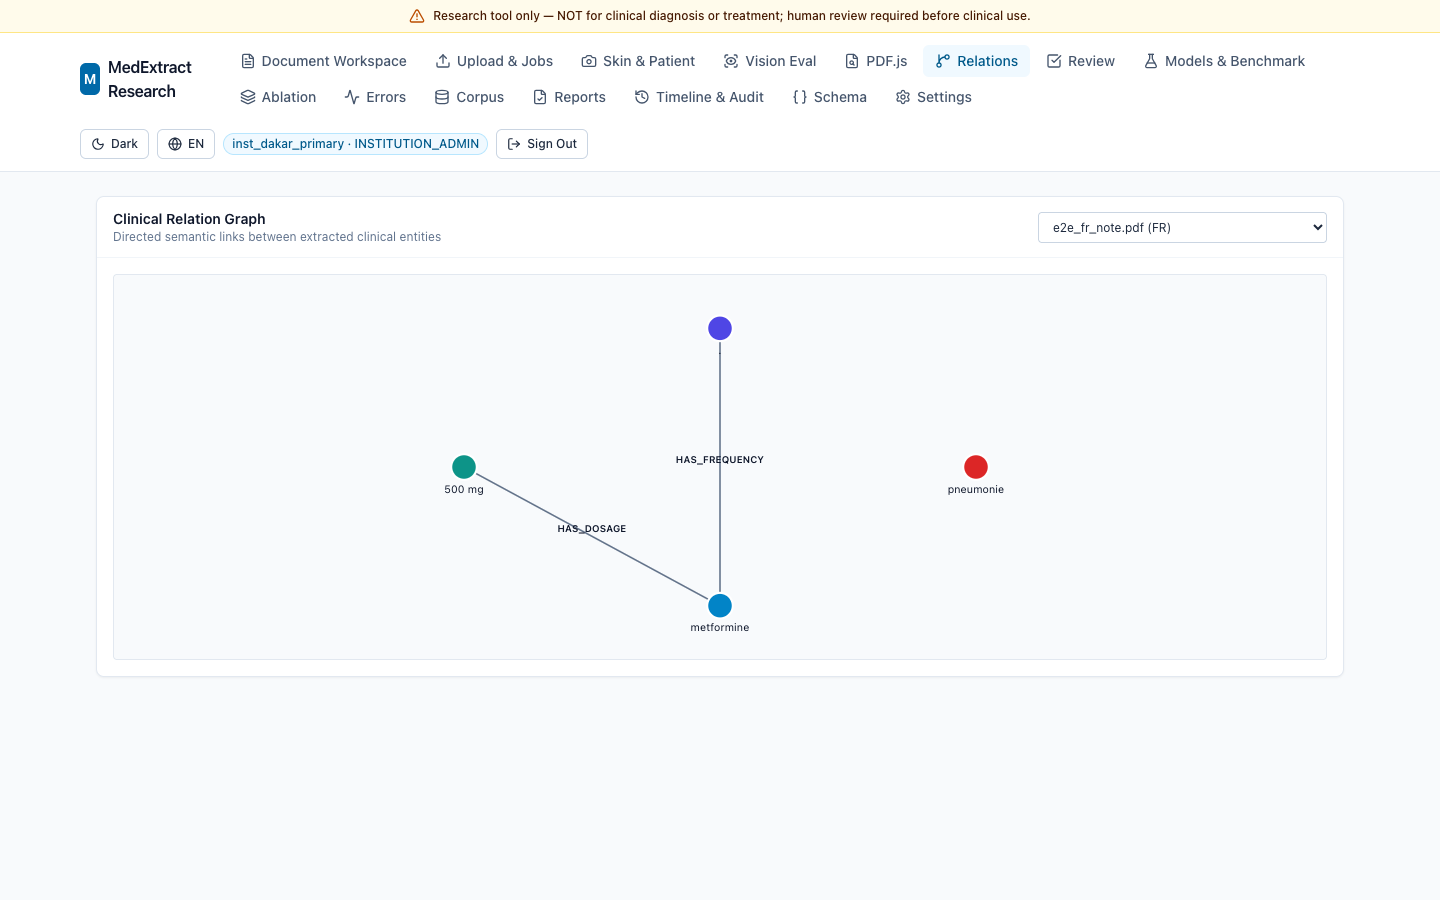 Research tool only — NOT for clinical diagnosis or treatment; human review required before clinical use.
M
MedExtract
Research
Document Workspace
Upload & Jobs
Skin & Patient
Vision Eval
PDF.js
Relations
Review
Models & Benchmark
Ablation
Errors
Corpus
Reports
Timeline & Audit
Schema
Settings
Dark
EN
inst_dakar_primary · INSTITUTION_ADMIN
Sign Out
Clinical Relation Graph
Directed semantic links between extracted clinical entities
e2e_fr_note.pdf (FR)
HAS_FREQUENCY
500 mg
pneumonie
HAS_DOSAGE
metformine